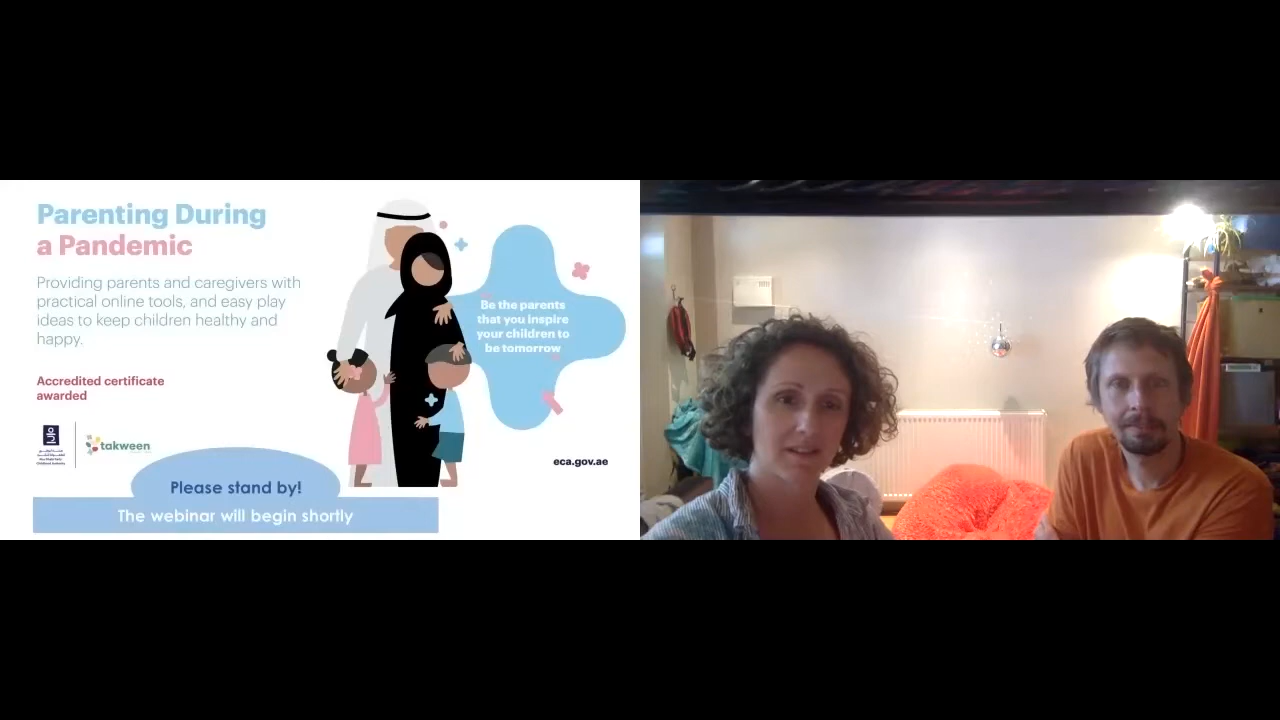 Parenting During
a Pandemic
Providing parents and caregivers with
practical online tools, and easy play
ideas to keep children healthy and
happy.
Accredited certificate
awarded
takween
Please stand by!
The webinar will begin shortly
Be the parents
that you inspire
your children to
be tomorrow
eca.gov.ae